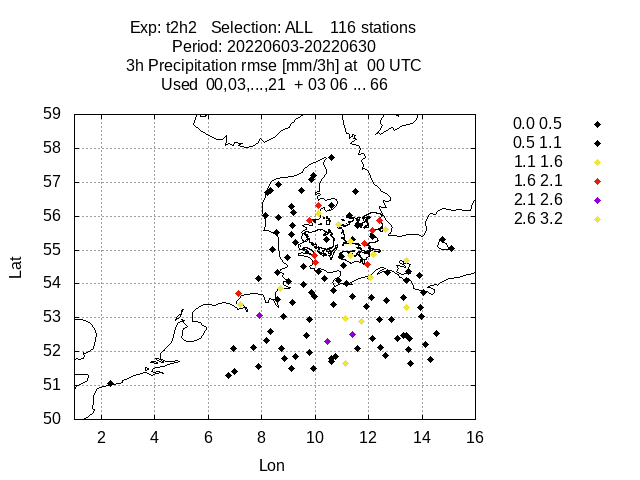 Exp: t2h2 Selection: ALL 116 stations
Period: 20220603-20220630
3h Precipitation rmse [mm/3h] at 00 UTC
Used 00,03,...,21 + 03 06 ... 66
59
58
57
56
55
54
53
52
51
50
2 4 6 8 10 12 14 16
Lat
Lon
0.0 0.5
0.5 1.1
1.1 1.6
1.6 2.1
2.1 2.6
2.6 3.2